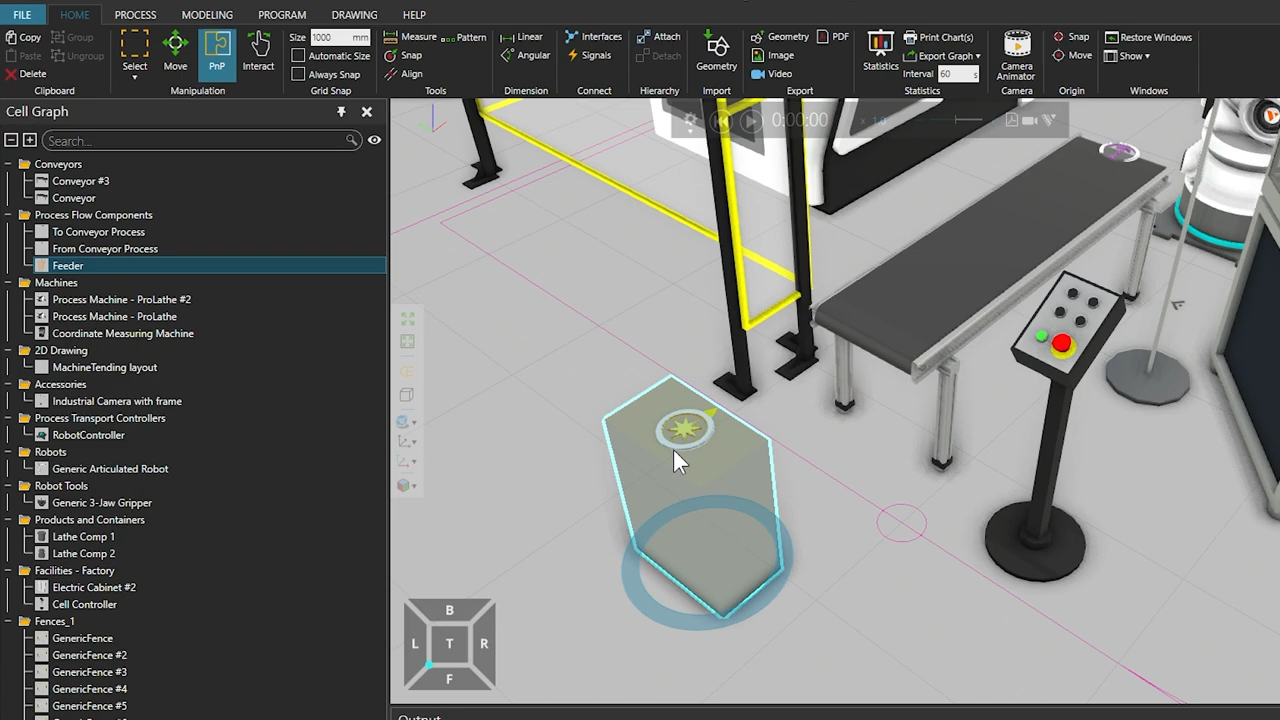 FILE HOME PROCESS MODELING PROGRAM DRAWING HELP
Copy Group Size 1000 mm Measure Pattern Linear Interfaces Attach Geometry PDF Print Chart(s) Snap Restore Windows
Paste Ungroup Select Move PnP Interact Automatic Size Snap Angular Signals Detach Geometry Image Statistics Export Graph Camera Animator Move Show
Delete Always Snap Align Video Interval 60 s
Clipboard Manipulation Grid Snap Tools Dimension Connect Hierarchy Import Export Statistics Camera Origin Windows
Cell Graph
0:00:00 x 1.0
Search...
Conveyors
Conveyor #3
Conveyor
Process Flow Components
To Conveyor Process
From Conveyor Process
Feeder
Machines
Process Machine - ProLathe #2
Process Machine - ProLathe
Coordinate Measuring Machine
2D Drawing
MachineTending layout
Accessories
Industrial Camera with frame
Process Transport Controllers
RobotController
Robots
Generic Articulated Robot
Robot Tools
Generic 3-Jaw Gripper
Products and Containers
Lathe Comp 1
Lathe Comp 2
Facilities - Factory
Electric Cabinet #2
Cell Controller
Fences_1
GenericFence
GenericFence #2
GenericFence #3
GenericFence #4
GenericFence #5
B
L T R
F
Output